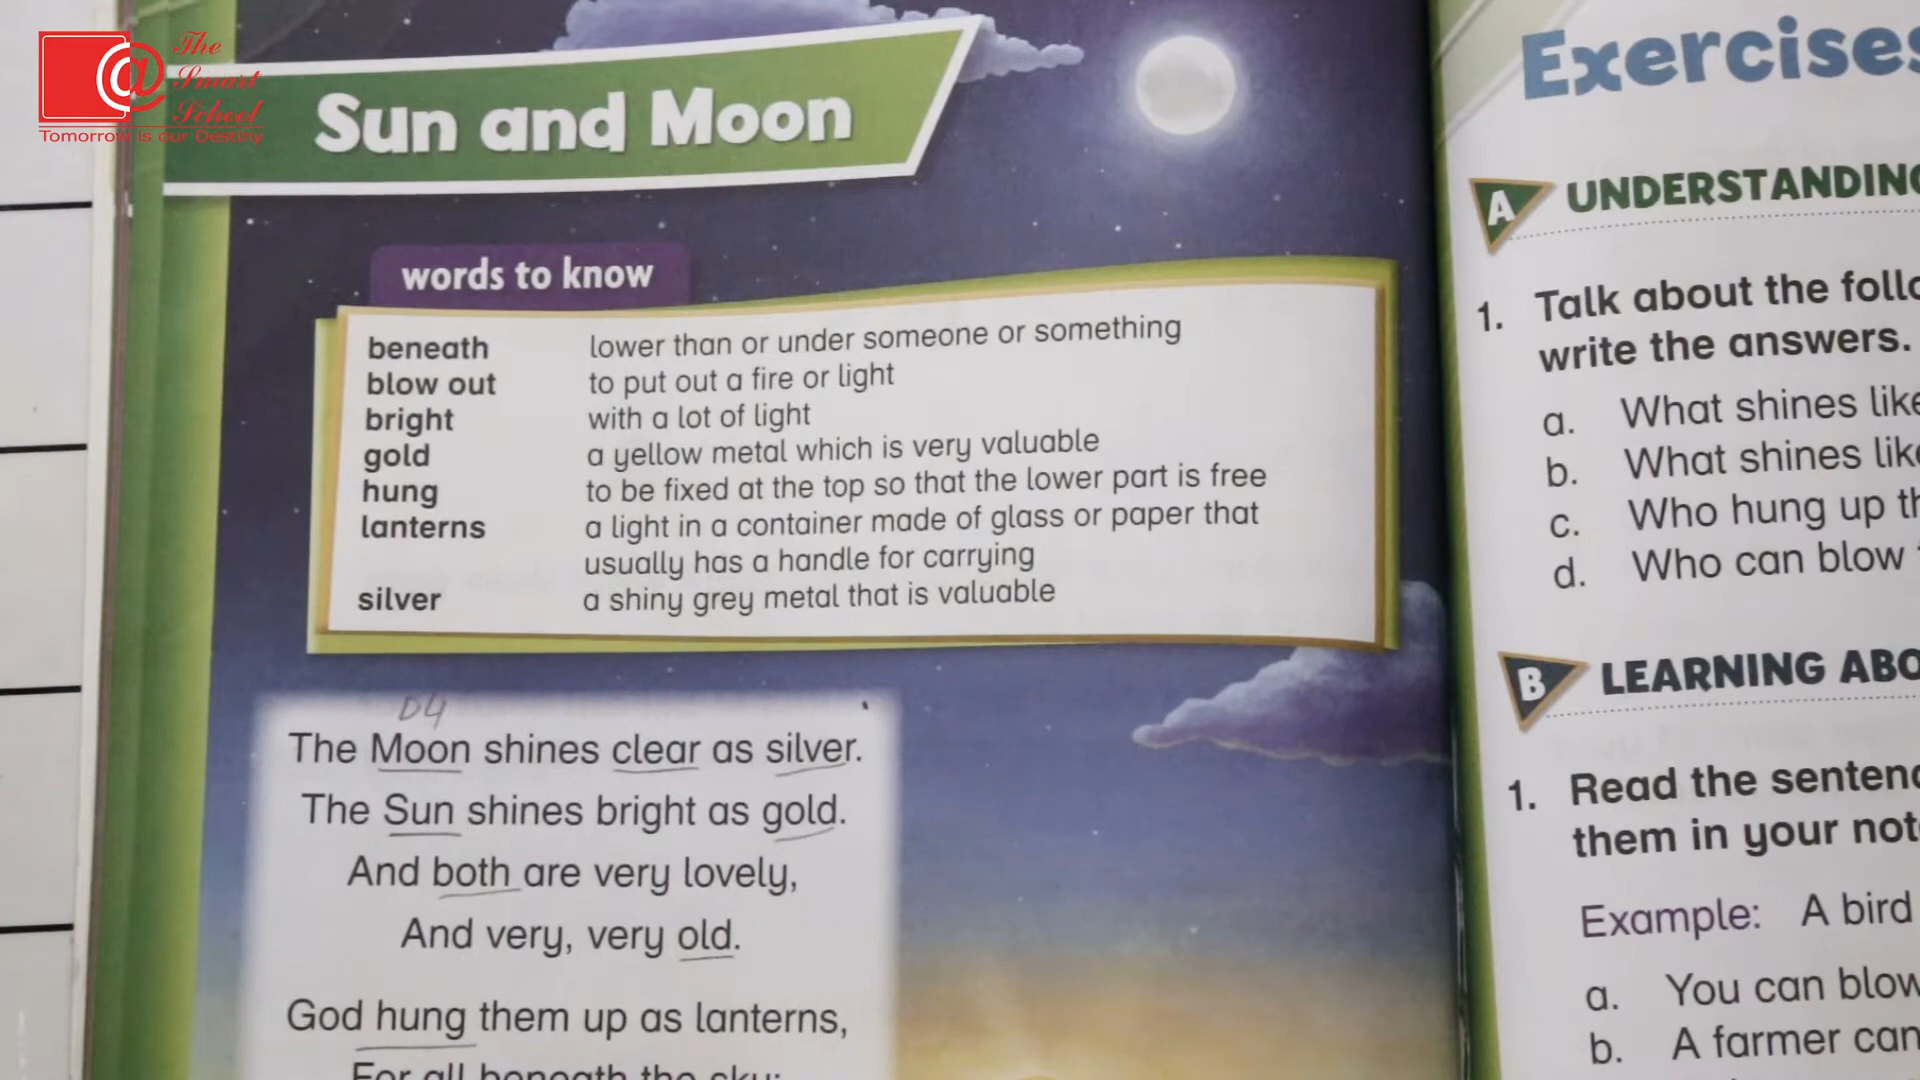 The
Smart
School
Tomorrow is our Destiny
Sun and Moon
words to know
beneath lower than or under someone or something
blow out to put out a fire or light
bright with a lot of light
gold a yellow metal which is very valuable
hung to be fixed at the top so that the lower part is free
lanterns a light in a container made of glass or paper that
usually has a handle for carrying
silver a shiny grey metal that is valuable
D4
The Moon shines clear as silver.
The Sun shines bright as gold.
And both are very lovely,
And very, very old.
God hung them up as lanterns,
For all beneath the sky;
Exercises
A UNDERSTANDING
1. Talk about the follo
write the answers.
a. What shines like
b. What shines like
c. Who hung up th
d. Who can blow
B LEARNING ABO
1. Read the sentenc
them in your not
Example: A bird
a. You can blow
b. A farmer can